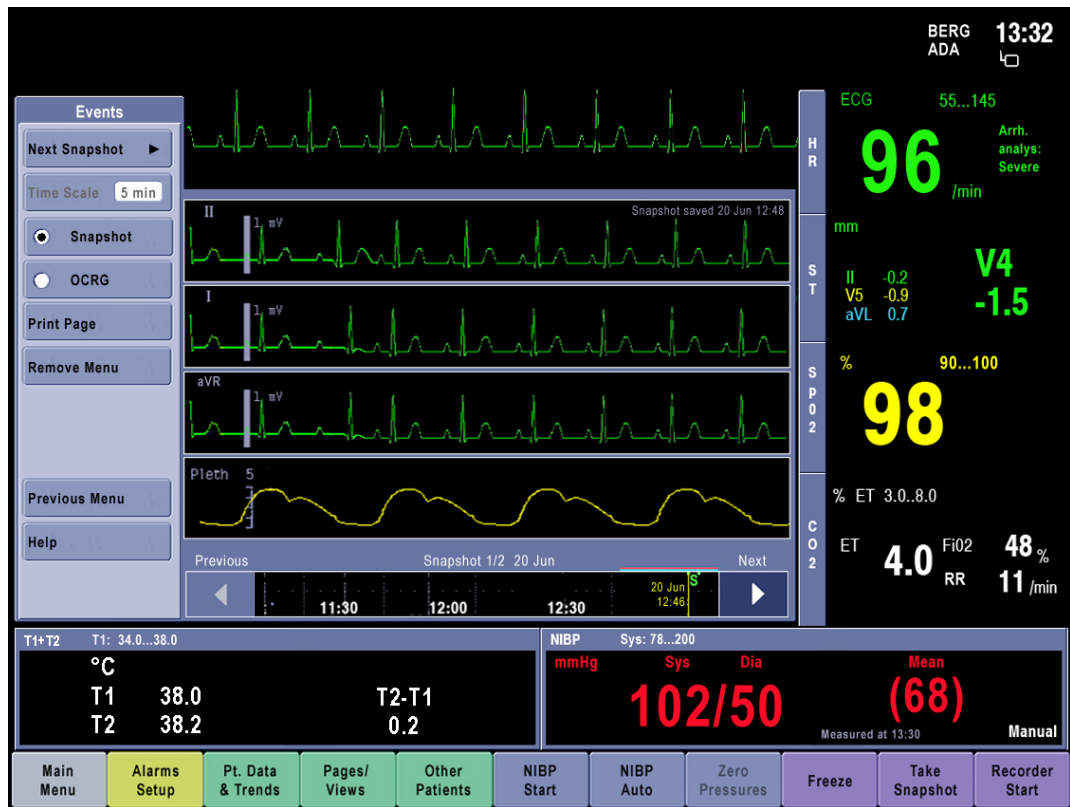 BERG
ADA
13:32
Events
Next Snapshot
Time Scale 5 min
Snapshot
OCRG
Print Page
Remove Menu
Previous Menu
Help
II
1 mV
Snapshot saved 20 Jun 12:48
I
1 mV
aVR
1 mV
Pleth 5
Previous
Snapshot 1/2 20 Jun
Next
11:30
12:00
12:30
20 Jun
12:46
S
HR
ST
Sp02
CO2
ECG
55...145
96
/min
Arrh.
analys:
Severe
mm
II -0.2
V5 -0.9
aVL 0.7
V4
-1.5
%
90...100
98
% ET 3.0..8.0
ET
4.0
Fi02 48 %
RR 11 /min
T1+T2 T1: 34.0...38.0
°C
T1 38.0
T2 38.2
T2-T1
0.2
NIBP Sys: 78...200
mmHg Sys Dia Mean
102/50 (68)
Measured at 13:30
Manual
Main
Menu
Alarms
Setup
Pt. Data
& Trends
Pages/
Views
Other
Patients
NIBP
Start
NIBP
Auto
Zero
Pressures
Freeze
Take
Snapshot
Recorder
Start